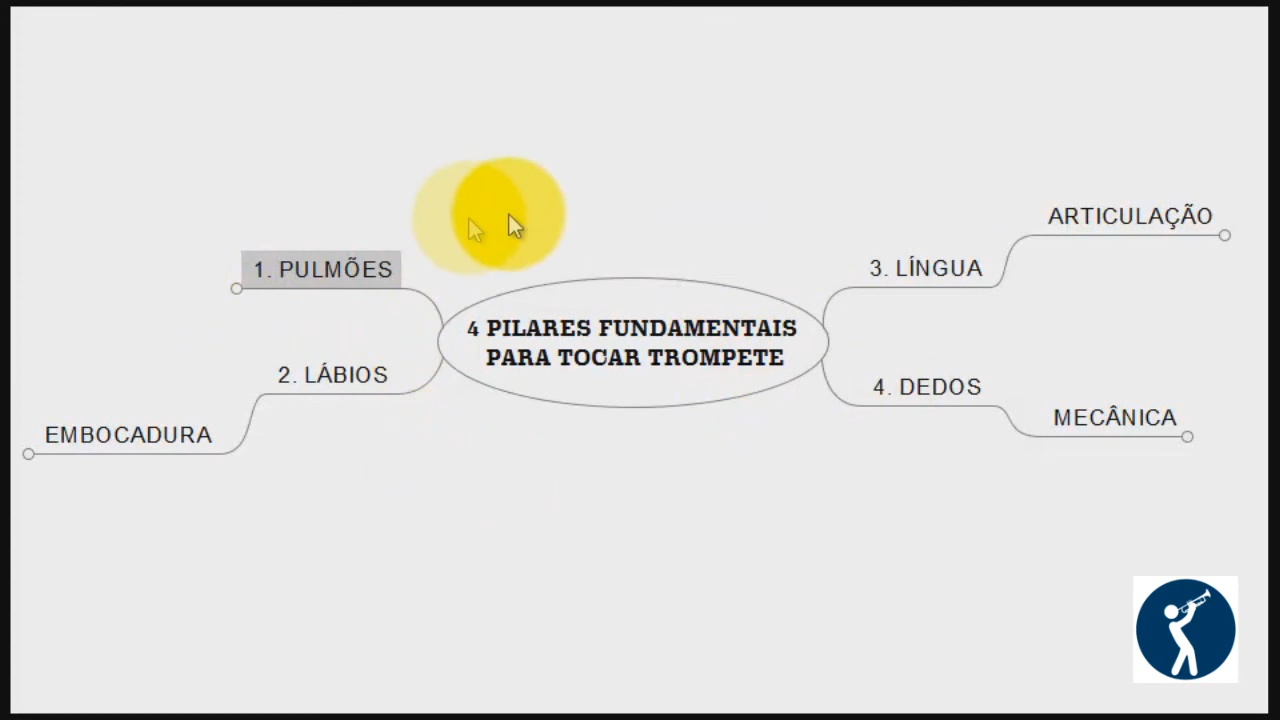 4 PILARES FUNDAMENTAIS
PARA TOCAR TROMPETE
1. PULMÕES
2. LÁBIOS
EMBOCADURA
3. LÍNGUA
ARTICULAÇÃO
4. DEDOS
MECÂNICA